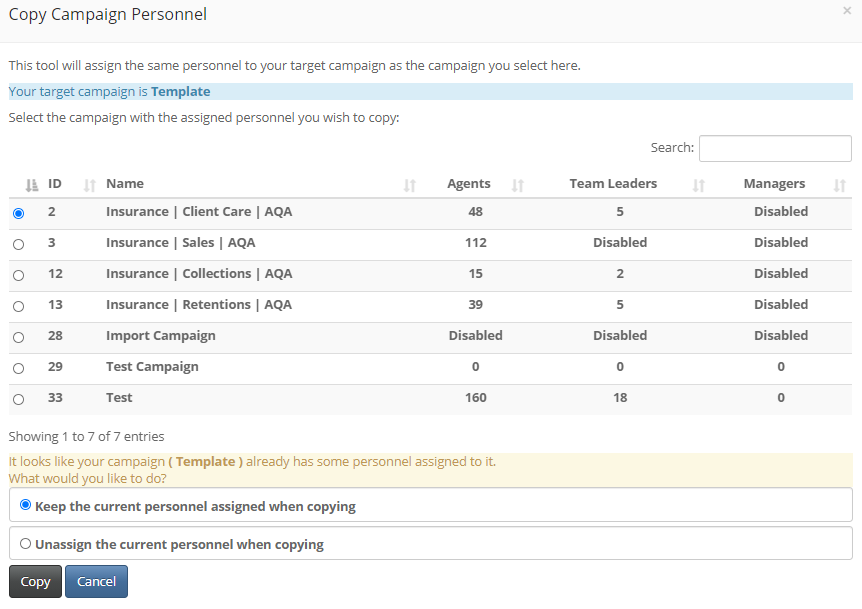 Copy Campaign Personnel ×
This tool will assign the same personnel to your target campaign as the campaign you select here.
Your target campaign is Template
Select the campaign with the assigned personnel you wish to copy:
Search:
ID Name Agents Team Leaders Managers
2 Insurance | Client Care | AQA 48 5 Disabled
3 Insurance | Sales | AQA 112 Disabled Disabled
12 Insurance | Collections | AQA 15 2 Disabled
13 Insurance | Retentions | AQA 39 5 Disabled
28 Import Campaign Disabled Disabled Disabled
29 Test Campaign 0 0 0
33 Test 160 18 0
Showing 1 to 7 of 7 entries
It looks like your campaign ( Template ) already has some personnel assigned to it.
What would you like to do?
Keep the current personnel assigned when copying
Unassign the current personnel when copying
Copy Cancel